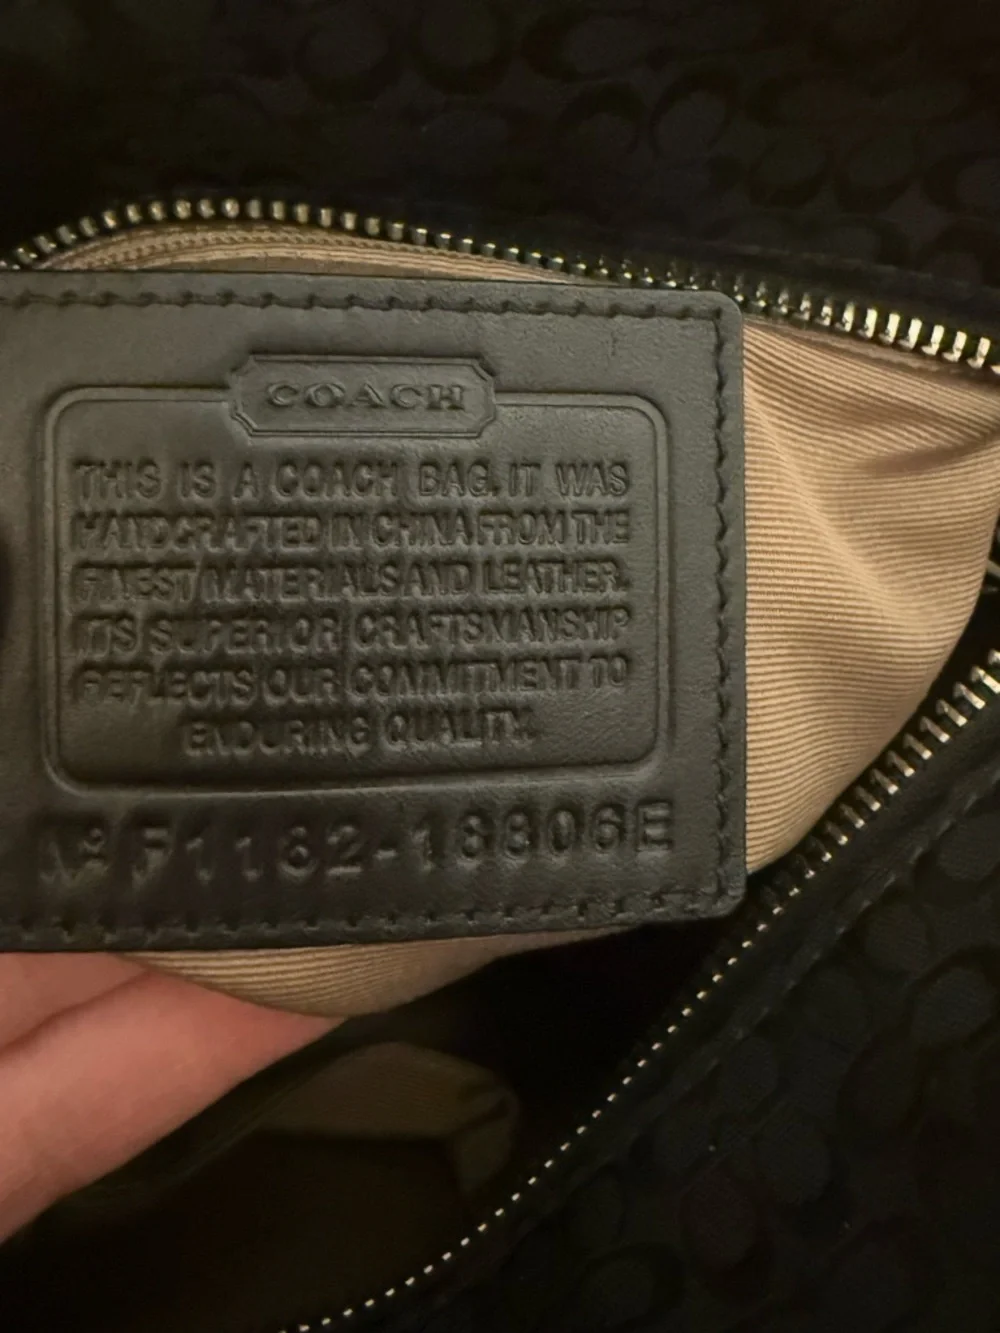 COACH
THIS IS A COACH BAG. IT WAS
HANDCRAFTED IN CHINA FROM THE
FINEST MATERIALS AND LEATHER.
ITS SUPERIOR CRAFTSMANSHIP
REFLECTS OUR COMMITMENT TO
ENDURING QUALITY.
Nº F1182-18806E